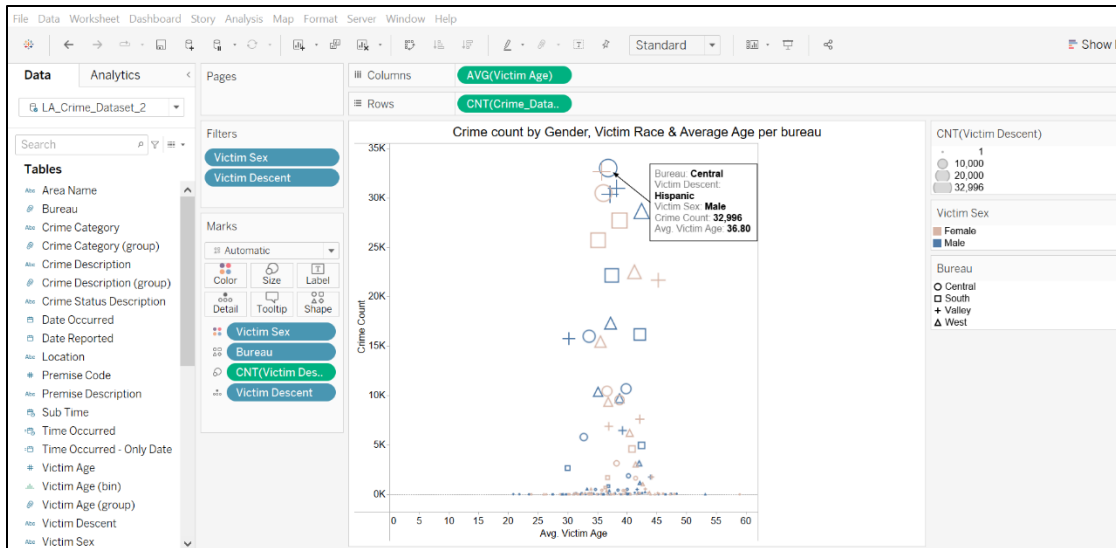 File Data Worksheet Dashboard Story Analysis Map Format Server Window Help
Standard
Show
Data Analytics
Pages
Columns AVG(Victim Age)
LA_Crime_Dataset_2
Rows CNT(Crime_Data..
Search
Tables
Abc Area Name
Bureau
Abc Crime Category
Crime Category (group)
Abc Crime Description
Crime Description (group)
Abc Crime Status Description
Date Occurred
Date Reported
Abc Location
# Premise Code
Abc Premise Description
Sub Time
Time Occurred
Time Occurred - Only Date
# Victim Age
Victim Age (bin)
Victim Age (group)
Abc Victim Descent
Abc Victim Sex
Filters
Victim Sex
Victim Descent
Marks
Automatic
Color Size Label
Detail Tooltip Shape
Victim Sex
Bureau
CNT(Victim Des..
Victim Descent
Crime count by Gender, Victim Race & Average Age per bureau
Crime Count
35K
30K
25K
20K
15K
10K
5K
0K
Bureau: Central
Victim Descent:
Hispanic
Victim Sex: Male
Crime Count: 32,996
Avg. Victim Age: 36.80
0 5 10 15 20 25 30 35 40 45 50 55 60
Avg. Victim Age
CNT(Victim Descent)
1
10,000
20,000
32,996
Victim Sex
Female
Male
Bureau
Central
South
Valley
West